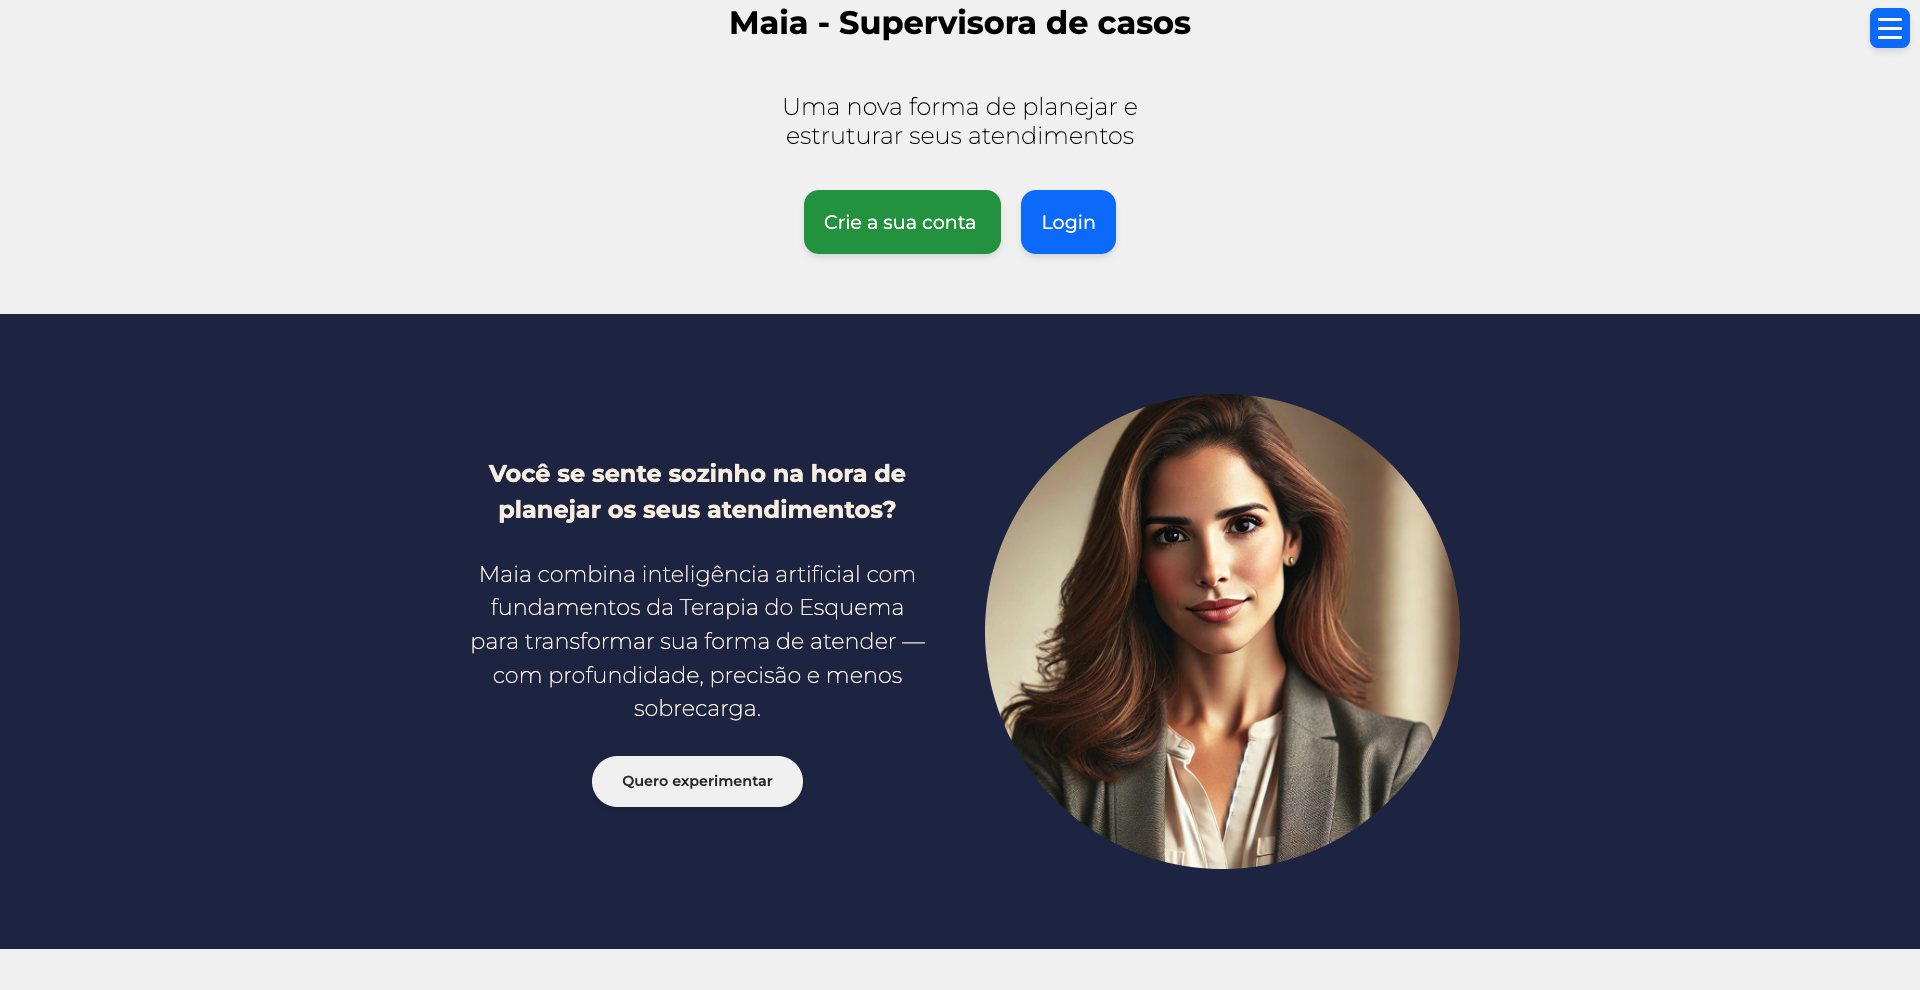 Maia - Supervisora de casos
Uma nova forma de planejar e
estruturar seus atendimentos
Crie a sua conta
Login
Você se sente sozinho na hora de
planejar os seus atendimentos?
Maia combina inteligência artificial com
fundamentos da Terapia do Esquema
para transformar sua forma de atender —
com profundidade, precisão e menos
sobrecarga.
Quero experimentar